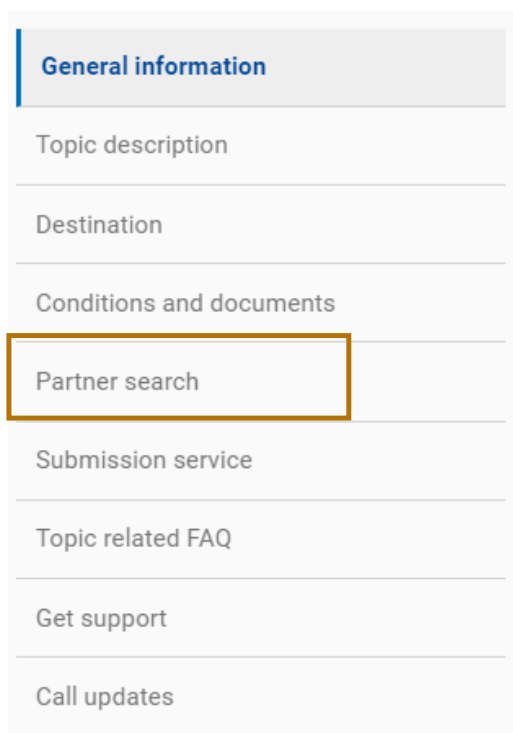 General information
Topic description
Destination
Conditions and documents
Partner search
Submission service
Topic related FAQ
Get support
Call updates